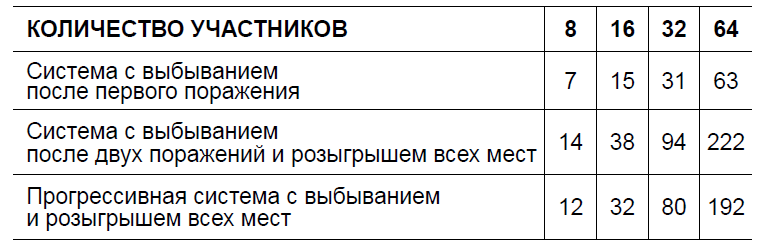 КОЛИЧЕСТВО УЧАСТНИКОВ 8 16 32 64
Система с выбыванием
после первого поражения 7 15 31 63
Система с выбыванием
после двух поражений и розыгрышем всех мест 14 38 94 222
Прогрессивная система с выбыванием
и розыгрышем всех мест 12 32 80 192